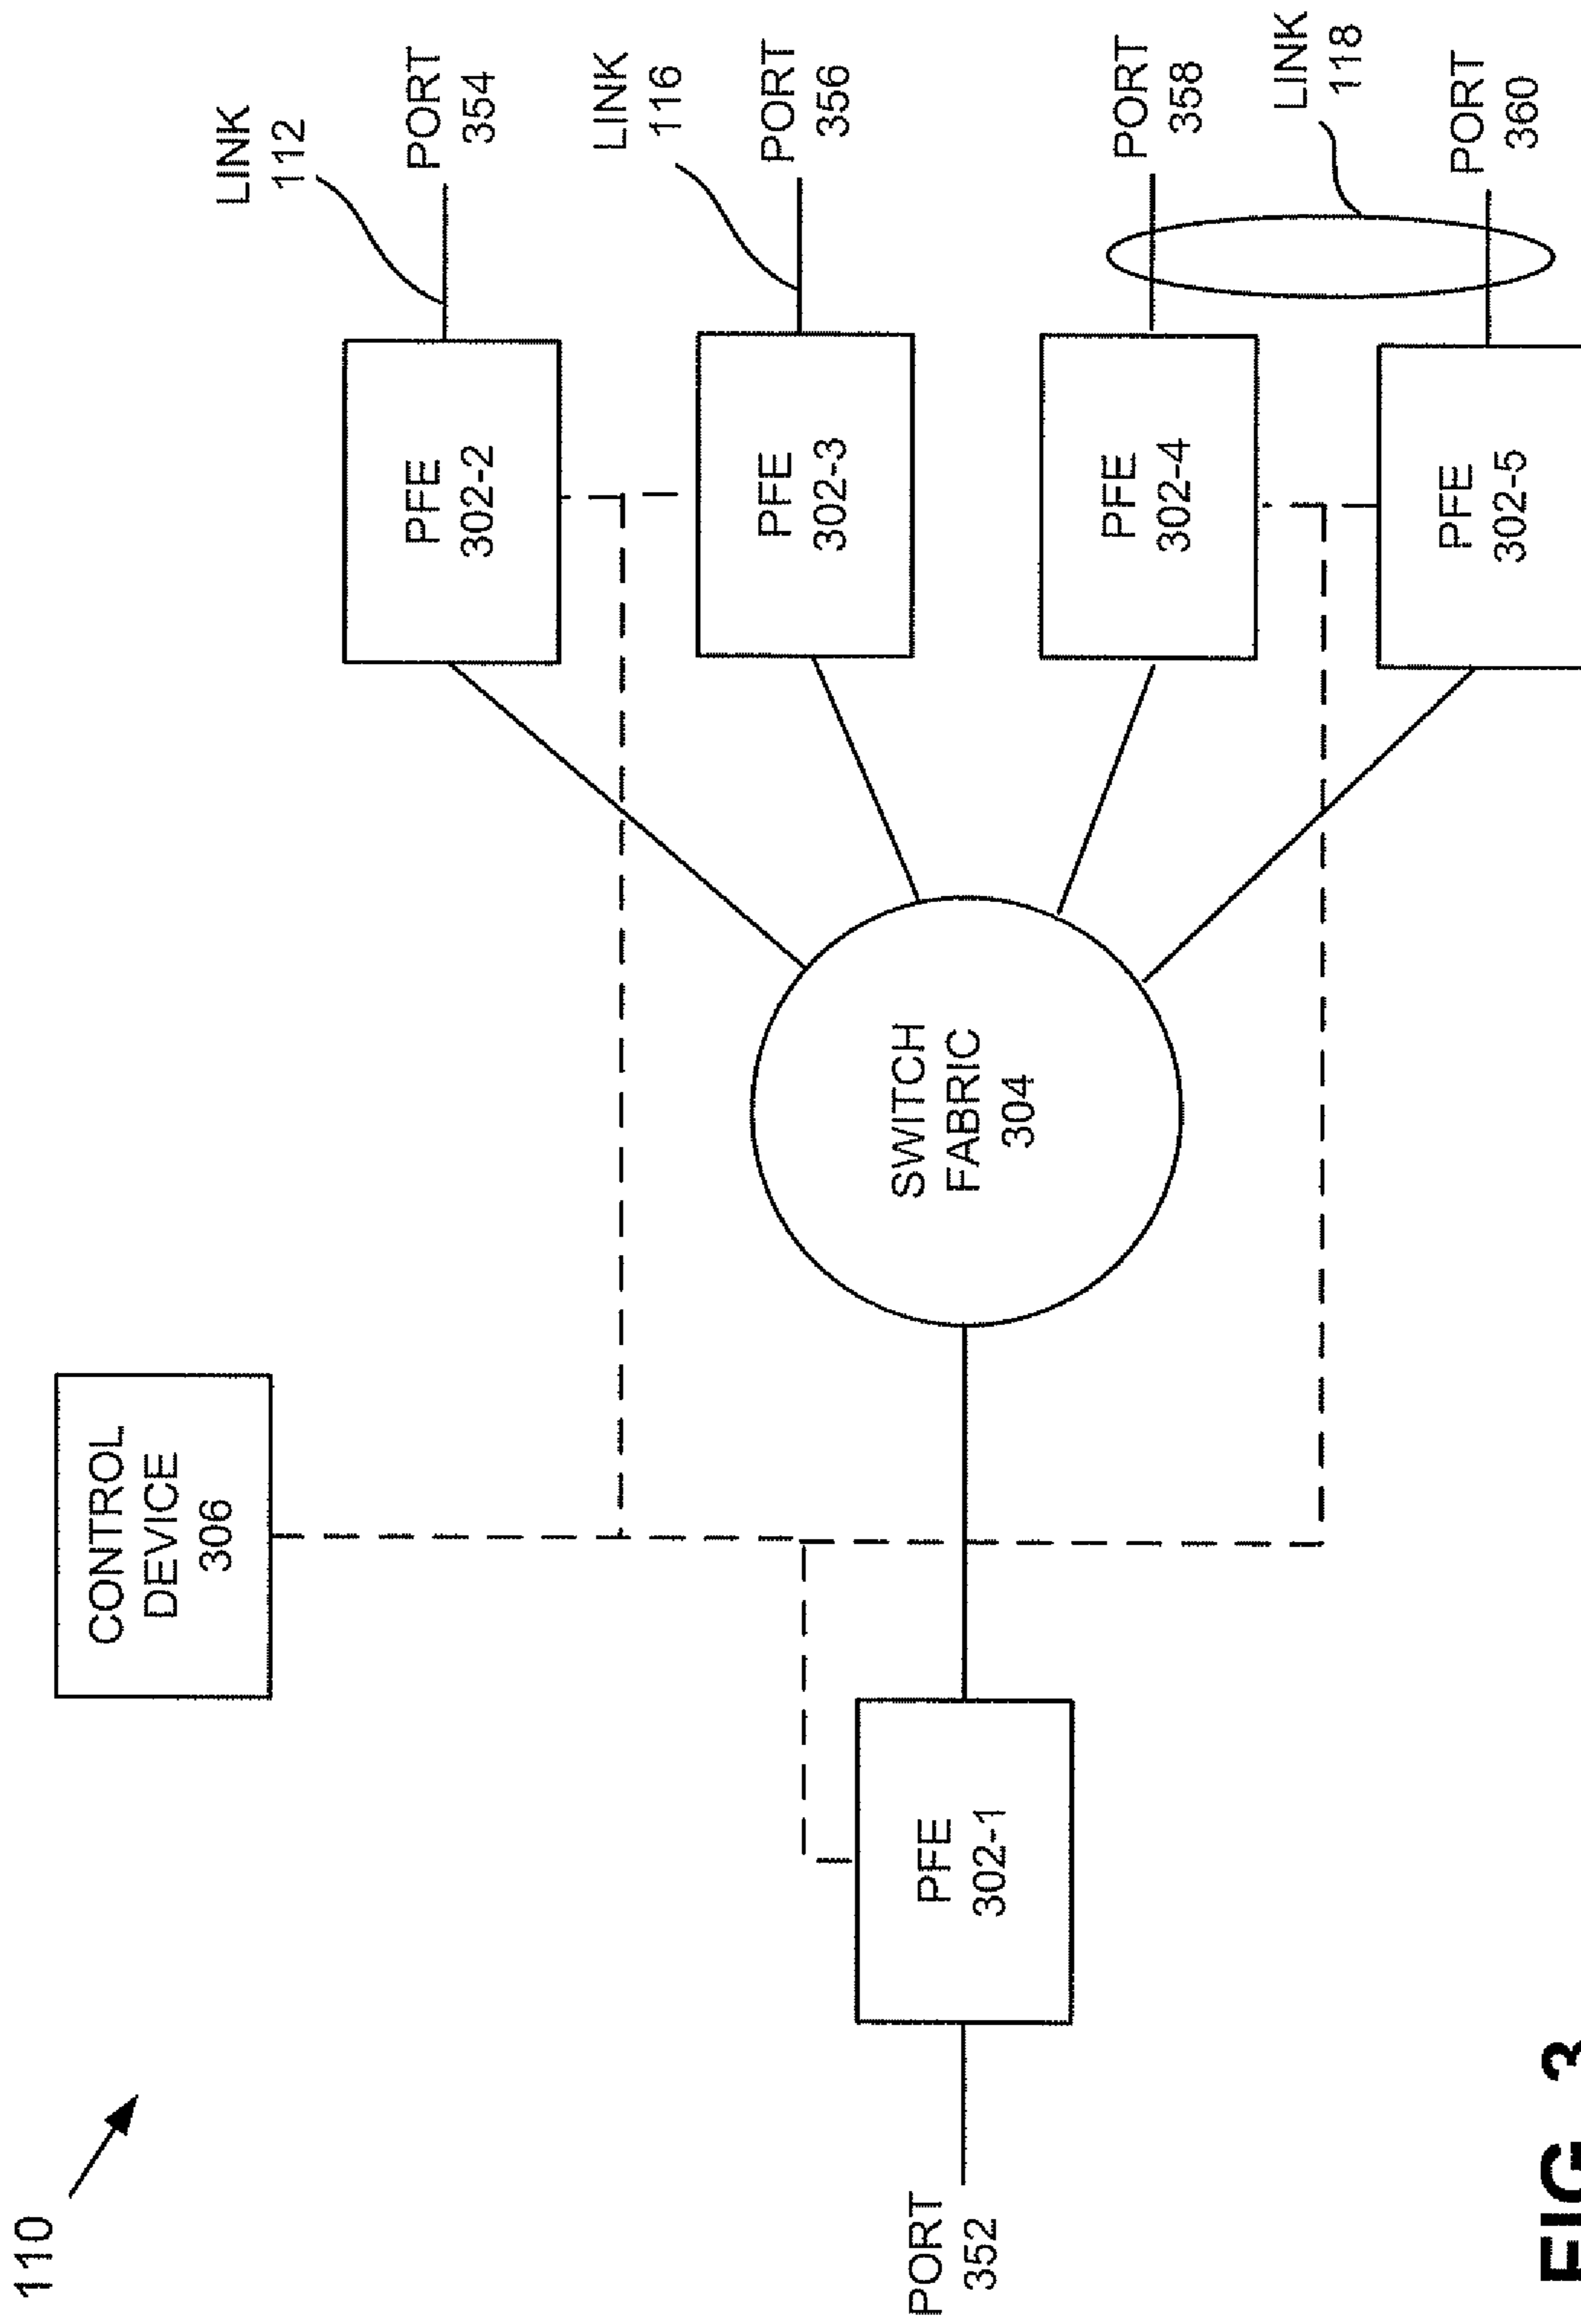 110
CONTROL
DEVICE
306
LINK
112
PORT
354
PFE
302-2
LINK
116
PORT
356
PFE
302-3
PORT
352
PFE
302-1
SWITCH
FABRIC
304
PORT
358
PFE
302-4
LINK
118
PORT
360
PFE
302-5
FIG. 3